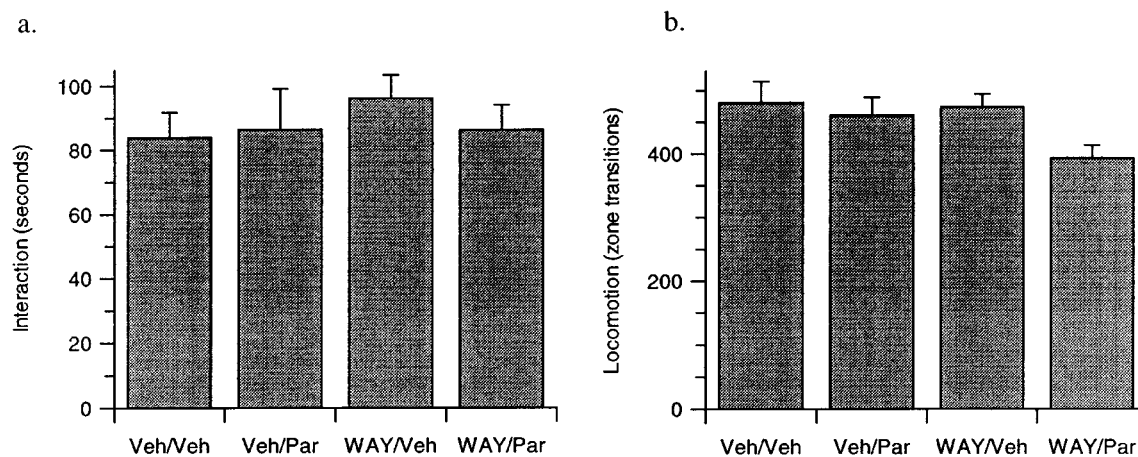 a.
Interaction (seconds)
100
80
60
40
20
0
Veh/Veh Veh/Par WAY/Veh WAY/Par
b.
Locomotion (zone transitions)
400
200
0
Veh/Veh Veh/Par WAY/Veh WAY/Par